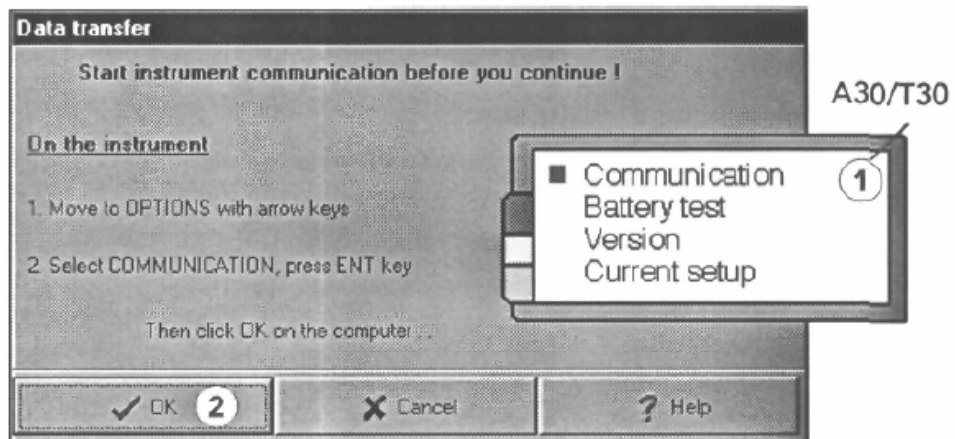 Data transfer
Start instrument communication before you continue !
A30/T30
On the instrument
1. Move to OPTIONS with arrow keys
2. Select COMMUNICATION, press ENT key
Then click OK on the computer . .
Communication
1
Battery test
Version
Current setup
OK 2
Cancel
? Help